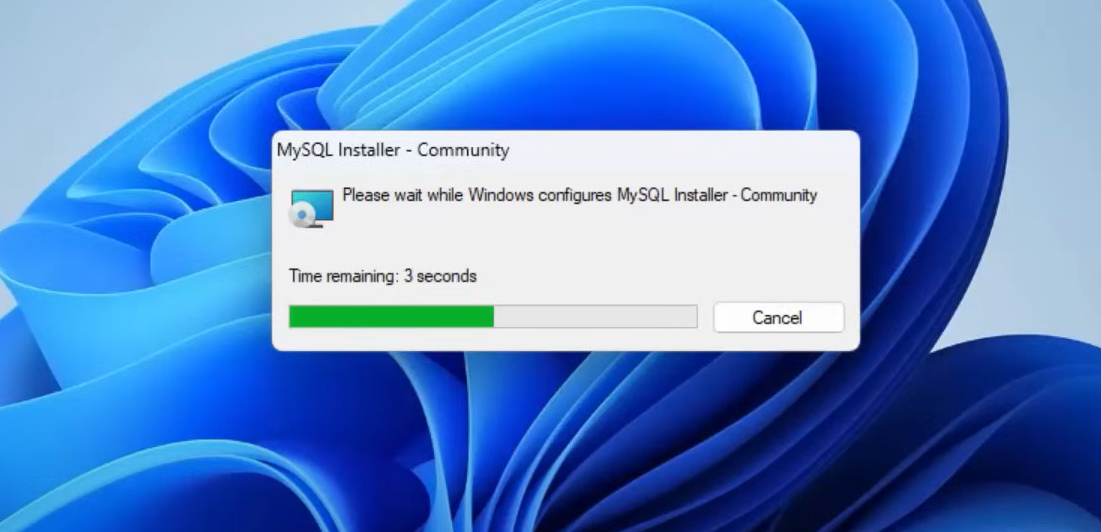 MySQL Installer - Community
Please wait while Windows configures MySQL Installer - Community
Time remaining: 3 seconds
Cancel